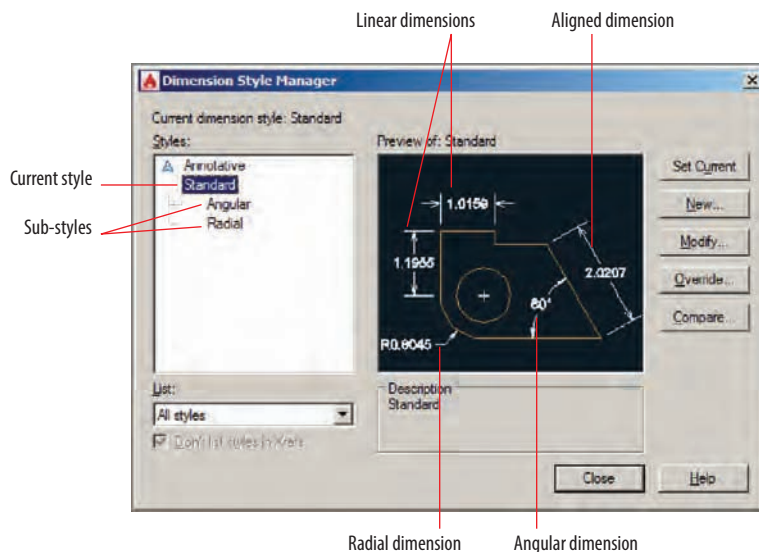 Linear dimensions
Aligned dimension
Dimension Style Manager
Current dimension style: Standard
Styles:
Preview of: Standard
Annotative
Standard
Angular
Radial
Current style
Sub-styles
1.0159
1.1955
2.0207
60°
R0.8045
Set Current
New...
Modify...
Override...
Compare...
List:
All styles
Don't list styles in Xrefs
Description
Standard
Close
Help
Radial dimension
Angular dimension